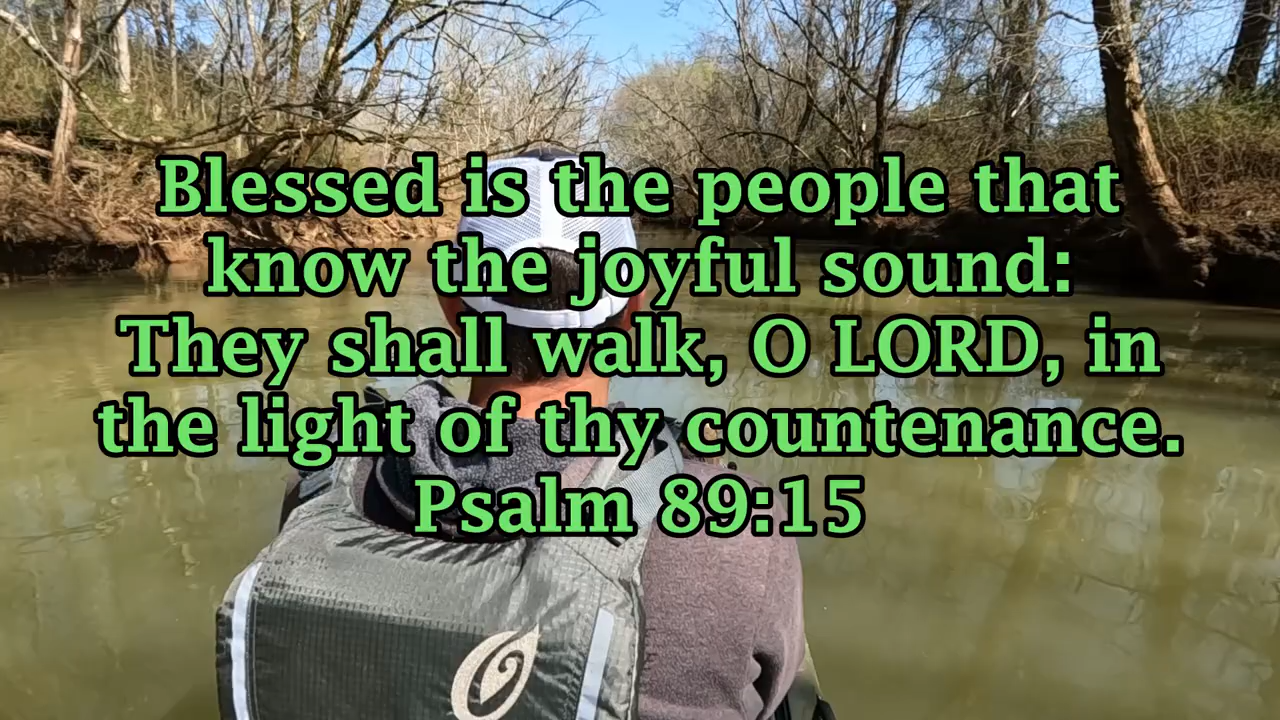 Blessed is the people that
know the joyful sound:
They shall walk, O LORD, in
the light of thy countenance.
Psalm 89:15